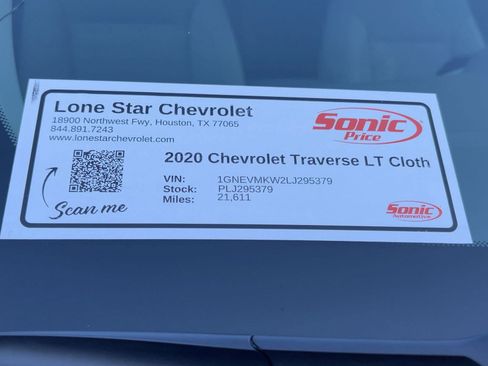 Lone Star Chevrolet
18900 Northwest Fwy, Houston, TX 77065
844.891.7243
www.lonestarchevrolet.com
Sonic
Price
2020 Chevrolet Traverse LT Cloth
VIN: 1GNEVMKW2LJ295379
Stock: PLJ295379
Miles: 21,611
Scan me
Sonic
Automotive